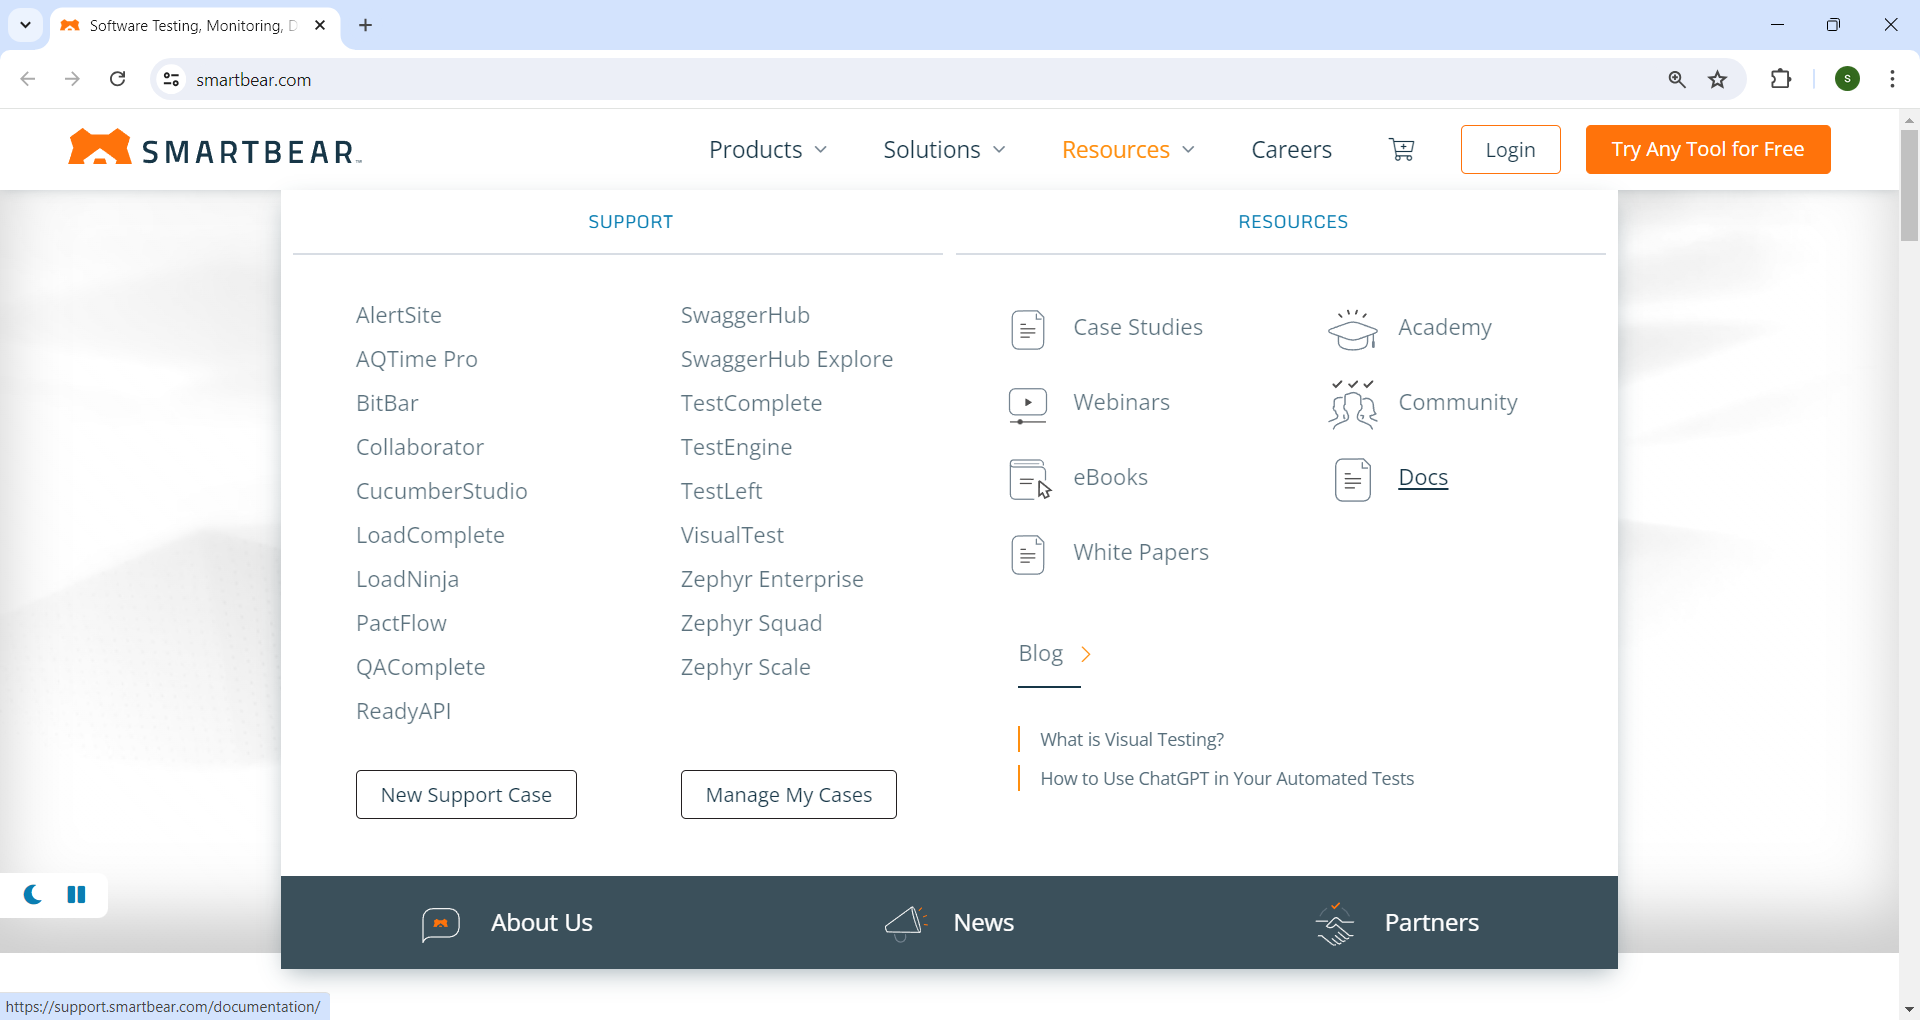 Software Testing, Monitoring, D
smartbear.com
S
SMARTBEAR™
Products
Solutions
Resources
Careers
Login
Try Any Tool for Free
SUPPORT
AlertSite
AQTime Pro
BitBar
Collaborator
CucumberStudio
LoadComplete
LoadNinja
PactFlow
QAComplete
ReadyAPI
SwaggerHub
SwaggerHub Explore
TestComplete
TestEngine
TestLeft
VisualTest
Zephyr Enterprise
Zephyr Squad
Zephyr Scale
New Support Case
Manage My Cases
RESOURCES
Case Studies
Webinars
eBooks
White Papers
Academy
Community
Docs
Blog
What is Visual Testing?
How to Use ChatGPT in Your Automated Tests
About Us
News
Partners
https://support.smartbear.com/documentation/